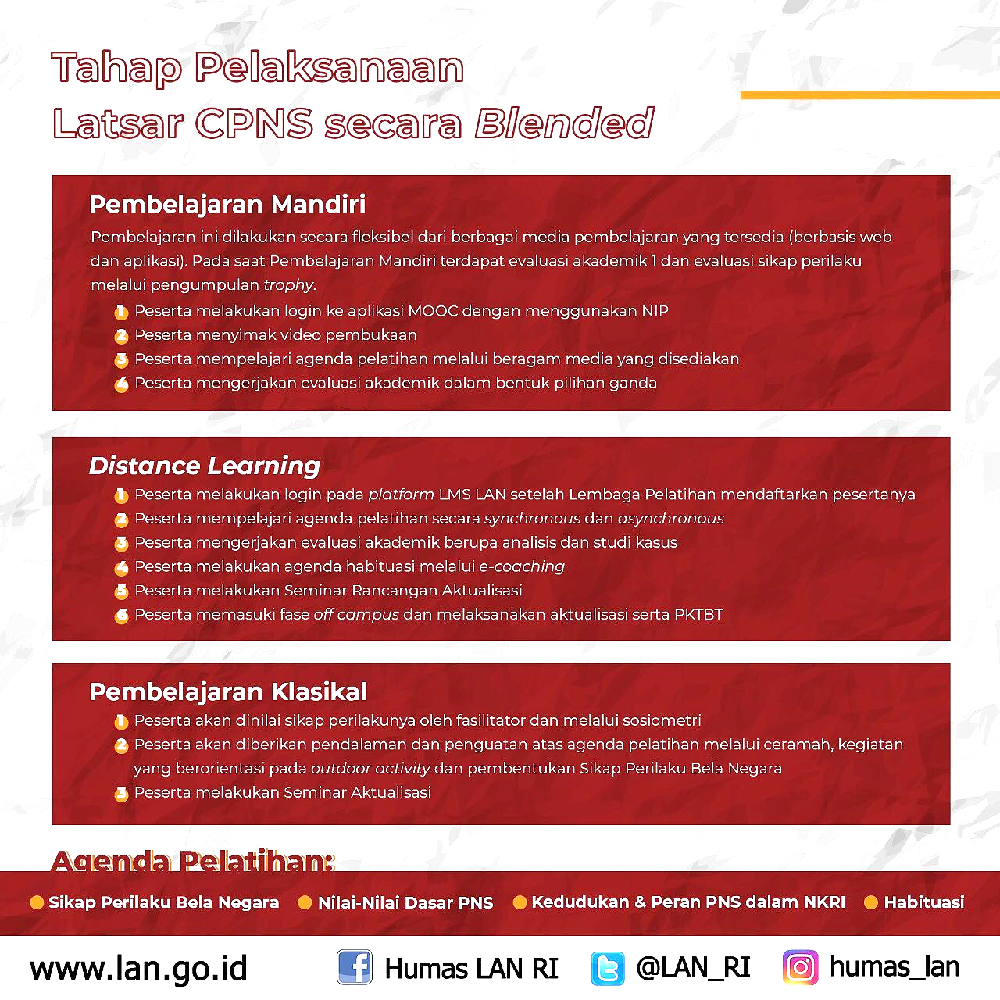 Tahap Pelaksanaan
Latsar CPNS secara Blended
Pembelajaran Mandiri
Pembelajaran ini dilakukan secara fleksibel dari berbagai media pembelajaran yang tersedia (berbasis web
dan aplikasi). Pada saat Pembelajaran Mandiri terdapat evaluasi akademik 1 dan evaluasi sikap perilaku
melalui pengumpulan trophy.
1 Peserta melakukan login ke aplikasi MOOC dengan menggunakan NIP
2 Peserta menyimak video pembukaan
3 Peserta mempelajari agenda pelatihan melalui beragam media yang disediakan
4 Peserta mengerjakan evaluasi akademik dalam bentuk pilihan ganda
Distance Learning
1 Peserta melakukan login pada platform LMS LAN setelah Lembaga Pelatihan mendaftarkan pesertanya
2 Peserta mempelajari agenda pelatihan secara synchronous dan asynchronous
3 Peserta mengerjakan evaluasi akademik berupa analisis dan studi kasus
4 Peserta melakukan agenda habituasi melalui e-coaching
5 Peserta melakukan Seminar Rancangan Aktualisasi
6 Peserta memasuki fase off campus dan melaksanakan aktualisasi serta PKTBT
Pembelajaran Klasikal
1 Peserta akan dinilai sikap perilakunya oleh fasilitator dan melalui sosiometri
2 Peserta akan diberikan pendalaman dan penguatan atas agenda pelatihan melalui ceramah, kegiatan
yang berorientasi pada outdoor activity dan pembentukan Sikap Perilaku Bela Negara
3 Peserta melakukan Seminar Aktualisasi
Agenda Pelatihan:
Sikap Perilaku Bela Negara Nilai-Nilai Dasar PNS Kedudukan & Peran PNS dalam NKRI Habituasi
www.lan.go.id Humas LAN RI @LAN_RI humas_lan